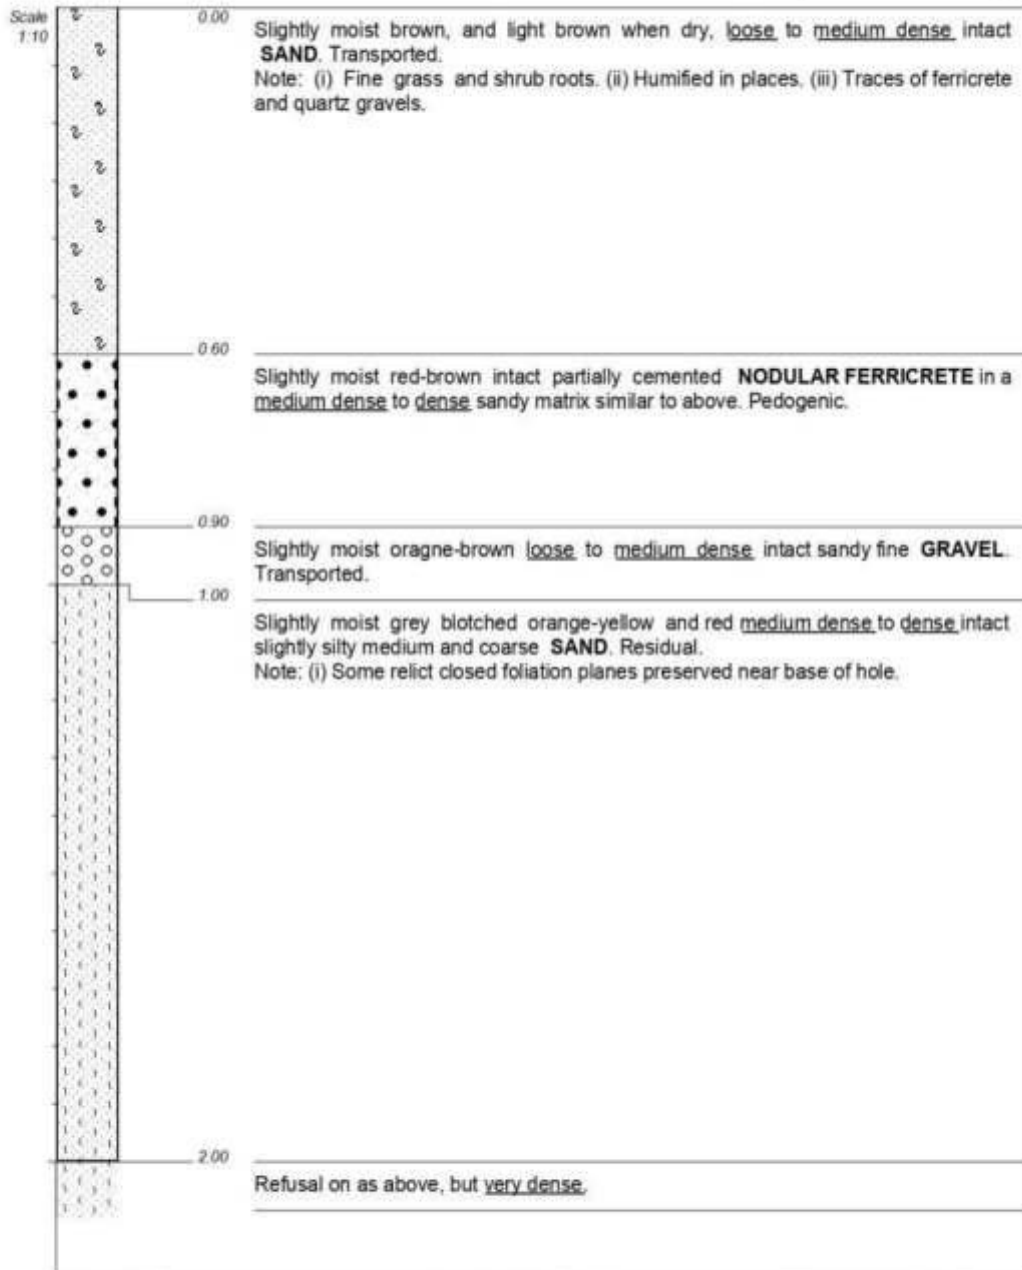 Scale
1:10
0.00
Slightly moist brown, and light brown when dry, loose to medium dense intact
SAND. Transported.
Note: (i) Fine grass and shrub roots. (ii) Humified in places. (iii) Traces of ferricrete
and quartz gravels.
0.60
Slightly moist red-brown intact partially cemented NODULAR FERRICRETE in a
medium dense to dense sandy matrix similar to above. Pedogenic.
0.90
Slightly moist oragne-brown loose to medium dense intact sandy fine GRAVEL.
Transported.
1.00
Slightly moist grey blotched orange-yellow and red medium dense to dense intact
slightly silty medium and coarse SAND. Residual.
Note: (i) Some relict closed foliation planes preserved near base of hole.
2.00
Refusal on as above, but very dense.